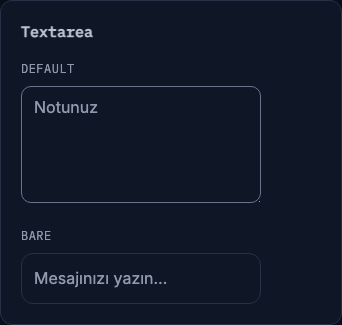 Textarea
DEFAULT
Notunuz
BARE
Mesajınızı yazın...